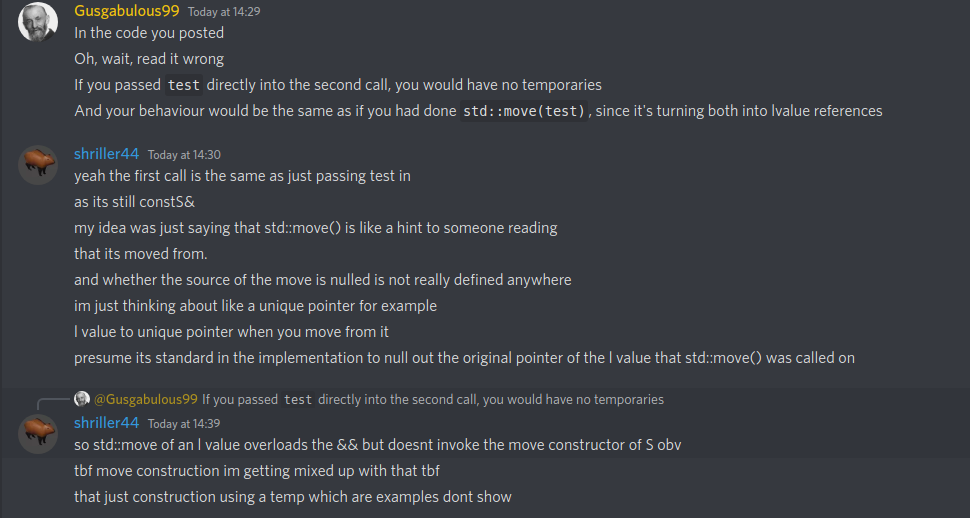 Gusgabulous99 Today at 14:29
In the code you posted
Oh, wait, read it wrong
If you passed test directly into the second call, you would have no temporaries
And your behaviour would be the same as if you had done std::move(test), since it's turning both into lvalue references
shriller44 Today at 14:30
yeah the first call is the same as just passing test in
as its still constS&
my idea was just saying that std::move() is like a hint to someone reading
that its moved from.
and whether the source of the move is nulled is not really defined anywhere
im just thinking about like a unique pointer for example
l value to unique pointer when you move from it
presume its standard in the implementation to null out the original pointer of the l value that std::move() was called on
@Gusgabulous99 If you passed test directly into the second call, you would have no temporaries
shriller44 Today at 14:39
so std::move of an l value overloads the && but doesnt invoke the move constructor of S obv
tbf move construction im getting mixed up with that tbf
that just construction using a temp which are examples dont show